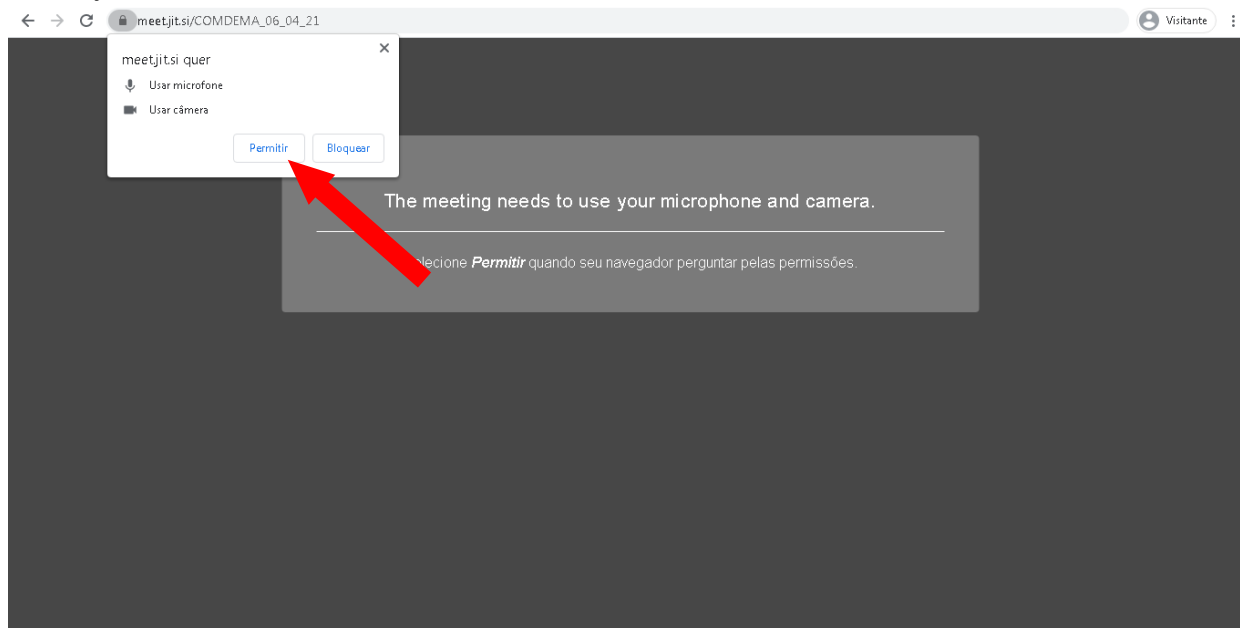 meet.jit.si/COMDEMA_06_04_21
Visitante
meet.jit.si quer
Usar microfone
Usar câmera
Permitir
Bloquear
The meeting needs to use your microphone and camera.
Permitir quando seu navegador perguntar pelas permissões.